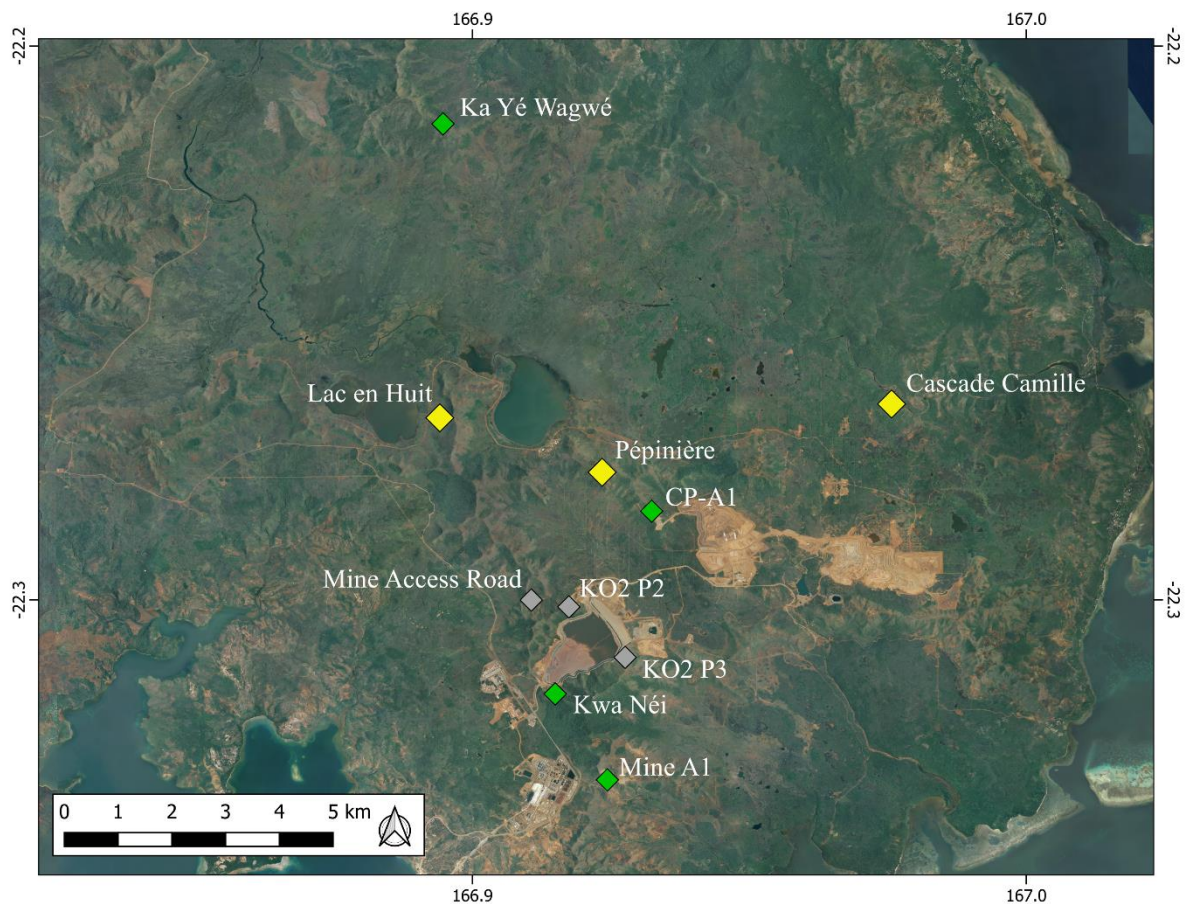 166.9 167.0
-22.2 -22.2
Ka Yé Wagwé
Cascade Camille
Lac en Huit
Pépinière
CP-A1
Mine Access Road
KO2 P2
-22.3 -22.3
KO2 P3
Kwa Néi
Mine A1
0 1 2 3 4 5 km
166.9 167.0